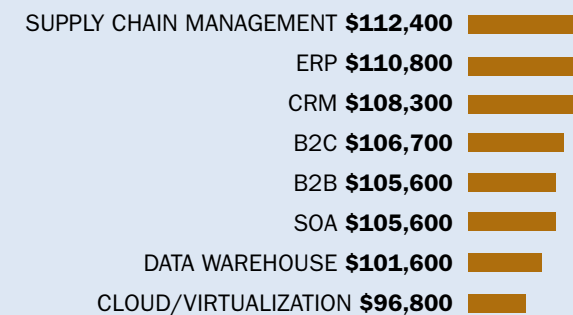 SUPPLY CHAIN MANAGEMENT $112,400
ERP $110,800
CRM $108,300
B2C $106,700
B2B $105,600
SOA $105,600
DATA WAREHOUSE $101,600
CLOUD/VIRTUALIZATION $96,800